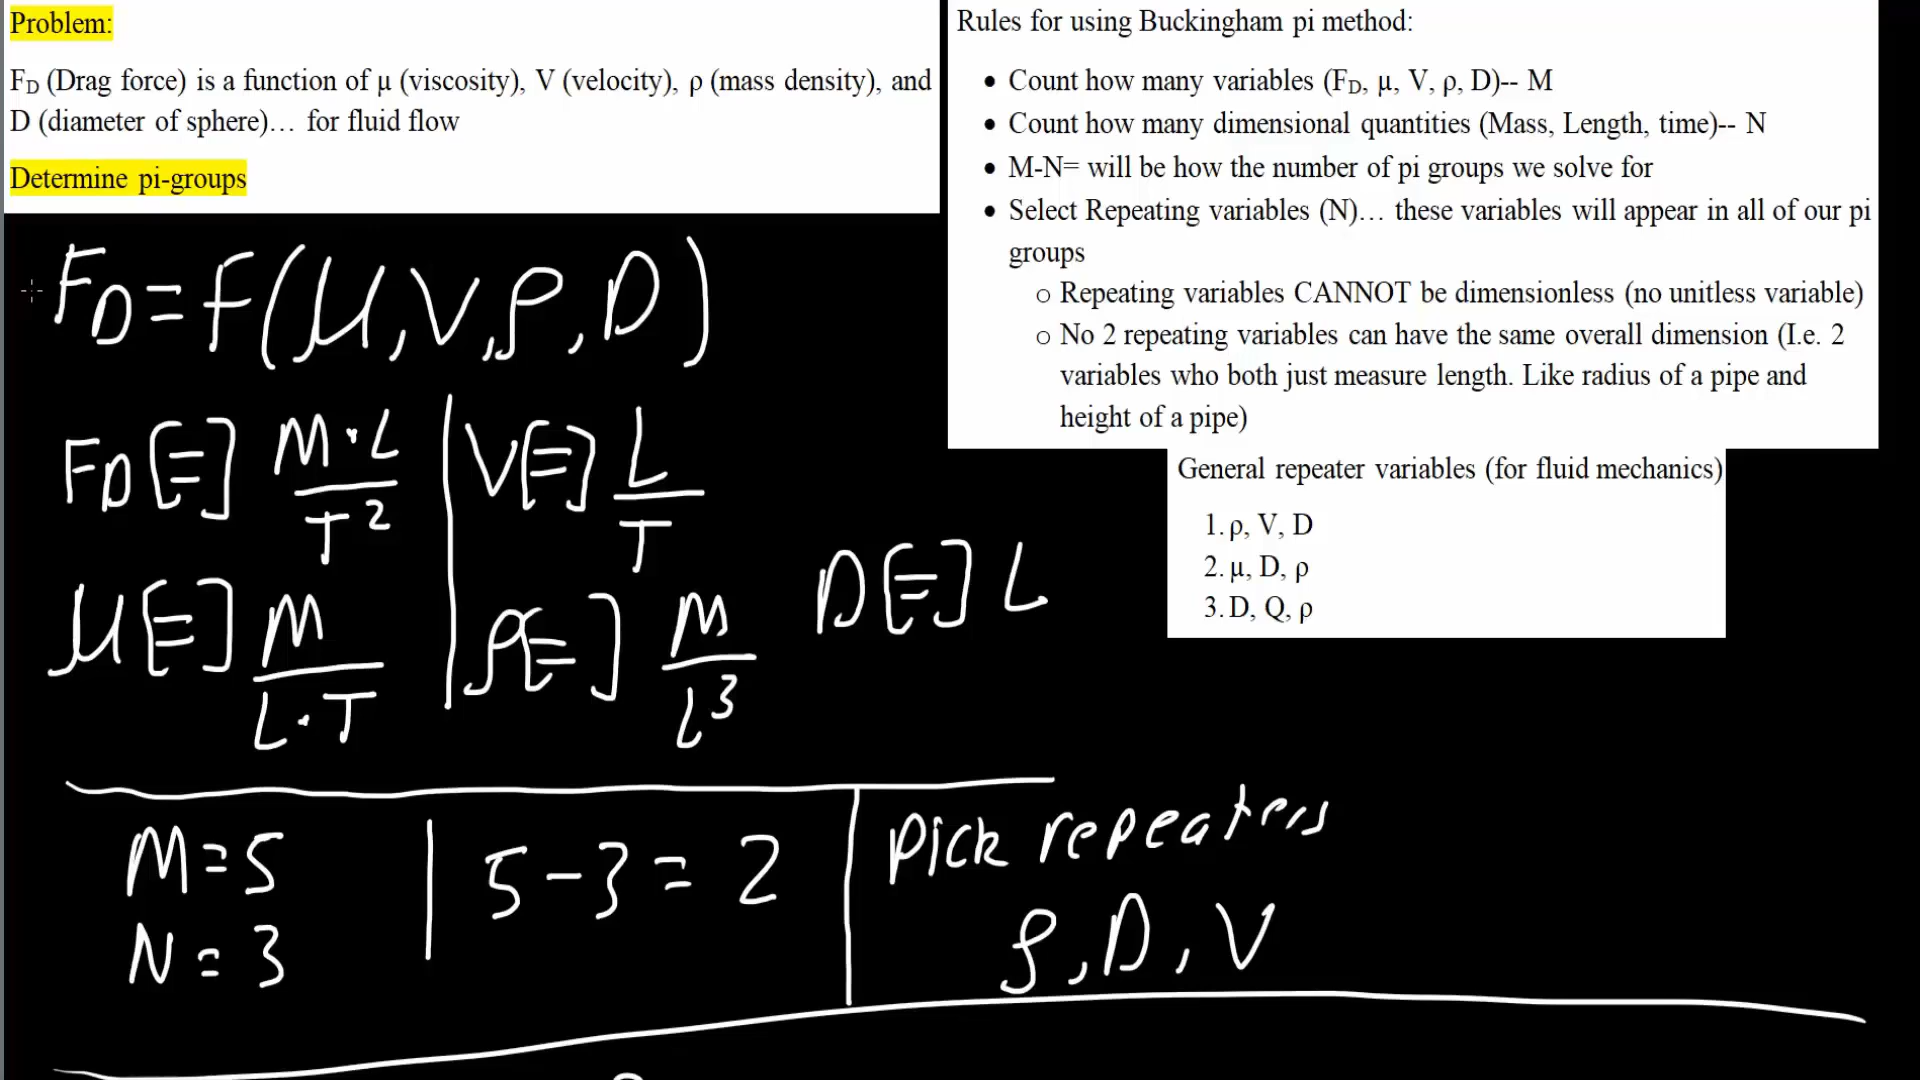 Problem:
F_D (Drag force) is a function of μ (viscosity), V (velocity), ρ (mass density), and
D (diameter of sphere)… for fluid flow
Determine pi-groups
Rules for using Buckingham pi method:
• Count how many variables (F_D, μ, V, ρ, D)-- M
• Count how many dimensional quantities (Mass, Length, time)-- N
• M-N= will be how the number of pi groups we solve for
• Select Repeating variables (N)… these variables will appear in all of our pi
groups
o Repeating variables CANNOT be dimensionless (no unitless variable)
o No 2 repeating variables can have the same overall dimension (I.e. 2
variables who both just measure length. Like radius of a pipe and
height of a pipe)
General repeater variables (for fluid mechanics)
1. ρ, V, D
2. μ, D, ρ
3. D, Q, ρ
F_D = f(μ, V, ρ, D)
FD [=] M·L / T²
V [=] L / T
μ [=] M / L·T
ρ [=] M / L³
D [=] L
M = 5
N = 3
5 - 3 = 2
Pick repeaters
ρ, D, V